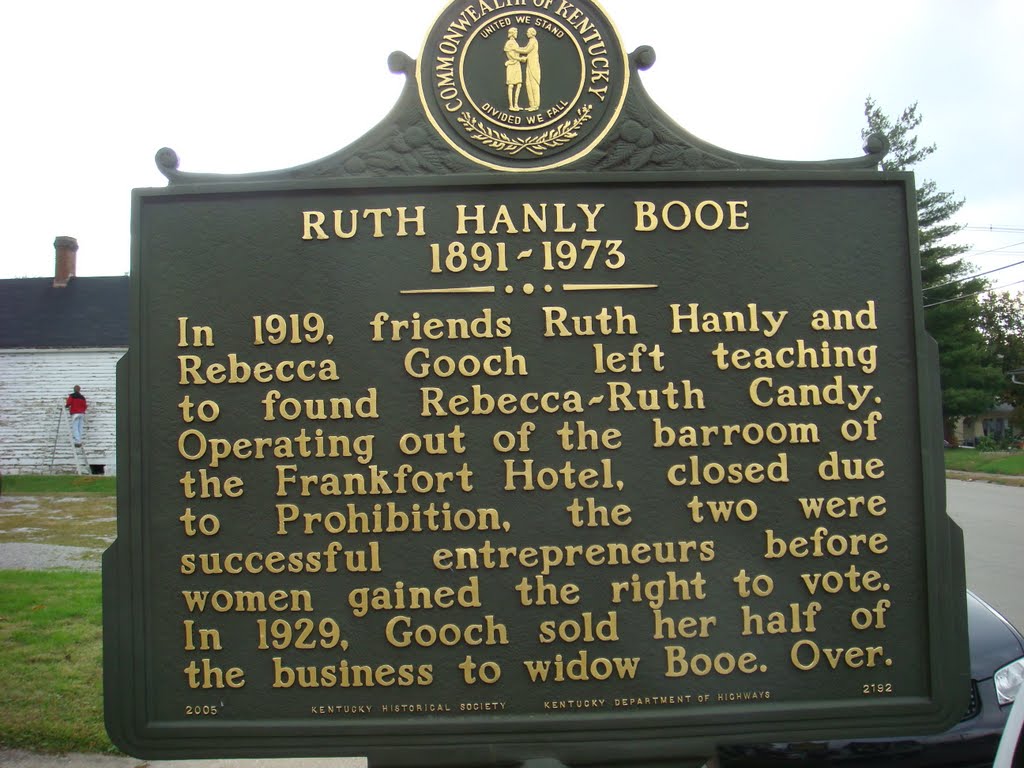 COMMONWEALTH OF KENTUCKY
UNITED WE STAND
DIVIDED WE FALL
RUTH HANLY BOOE
1891-1973
In 1919, friends Ruth Hanly and
Rebecca Gooch left teaching
to found Rebecca-Ruth Candy.
Operating out of the barroom of
the Frankfort Hotel, closed due
to Prohibition, the two were
successful entrepreneurs before
women gained the right to vote.
In 1929, Gooch sold her half of
the business to widow Booe. Over.
2005 KENTUCKY HISTORICAL SOCIETY KENTUCKY DEPARTMENT OF HIGHWAYS 2192